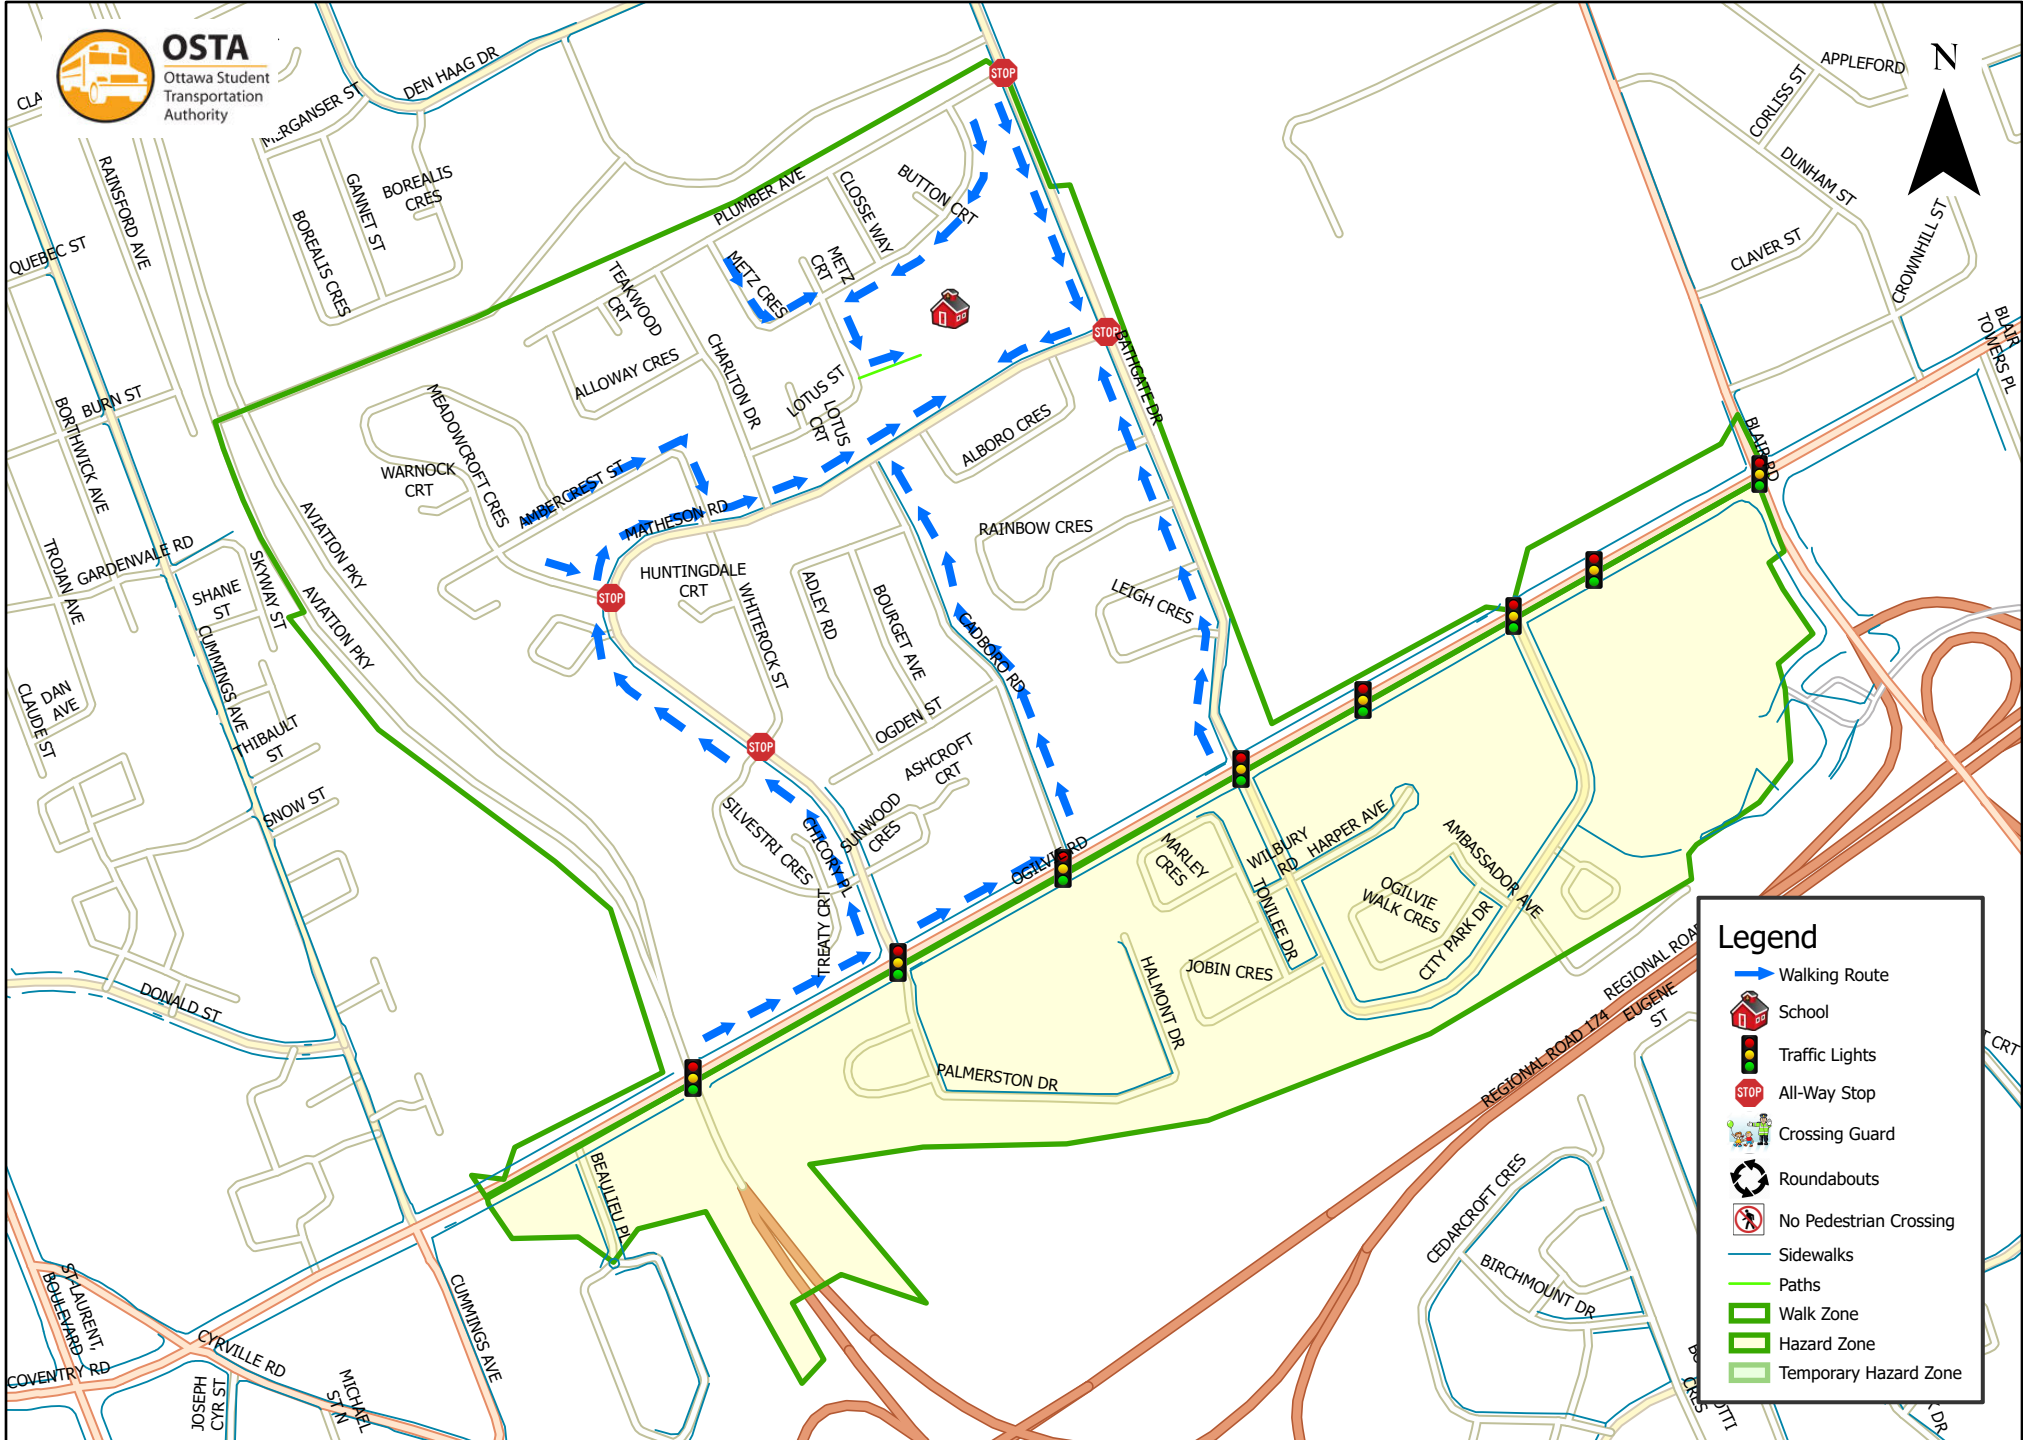 OSTA
Ottawa Student
Transportation
Authority
N
CLA
MERGANSER ST
DEN HAAG DR
APPLEFORD
CORLISS ST
DUNHAM ST
CLAVER ST
CROWNHILL ST
BLAIR
TOWERS PL
RAINSFORD AVE
GANNET ST
BOREALIS
CRES
BOREALIS CRES
QUEBEC ST
PLUMBER AVE
CLOSSE WAY
BUTTON CRT
METZ
CRT
METZ CRES
TEAKWOOD
CRT
CHARLTON DR
ALLOWAY CRES
LOTUS ST
LOTUS
CRT
BATHGATE DR
ALBORO CRES
BURN ST
BORTHWICK AVE
MEADOWCROFT CRES
WARNOCK
CRT
AMBERCREST ST
MATHESON RD
BLAIR RD
AVIATION PKY
AVIATION PKY
TROJAN AVE
GARDENVALE RD
SHANE
ST
SKYWAY ST
CUMMINGS AVE
HUNTINGDALE
CRT
WHITEROCK ST
ADLEY RD
BOURGET AVE
RAINBOW CRES
LEIGH CRES
CADBORO RD
OGDEN ST
ASHCROFT
CRT
DAN
AVE
CLAUDE ST
THIBAULT
ST
SNOW ST
SILVESTRI CRES
CHICORY PL
SUNWOOD
CRES
TREATY CRT
OGILVIE RD
MARLEY
CRES
WILBURY
RD
HARPER AVE
AMBASSADOR AVE
OGILVIE
WALK CRES
CITY PARK DR
TONILEE DR
JOBIN CRES
HALMONT DR
PALMERSTON DR
DONALD ST
BEAULIEU PL
REGIONAL ROAD
REGIONAL ROAD 174
EUGENE
ST
T CRT
CEDARCROFT CRES
BIRCHMOUNT DR
ST-LAURENT,
BOULEVARD
COVENTRY RD
CYRVILLE RD
JOSEPH
CYR ST
MICHAEL
ST N
CUMMINGS AVE
OTTI
CRES
DR
Legend
Walking Route
School
Traffic Lights
STOP
All-Way Stop
Crossing Guard
Roundabouts
No Pedestrian Crossing
Sidewalks
Paths
Walk Zone
Hazard Zone
Temporary Hazard Zone
STOP
STOP
STOP
STOP